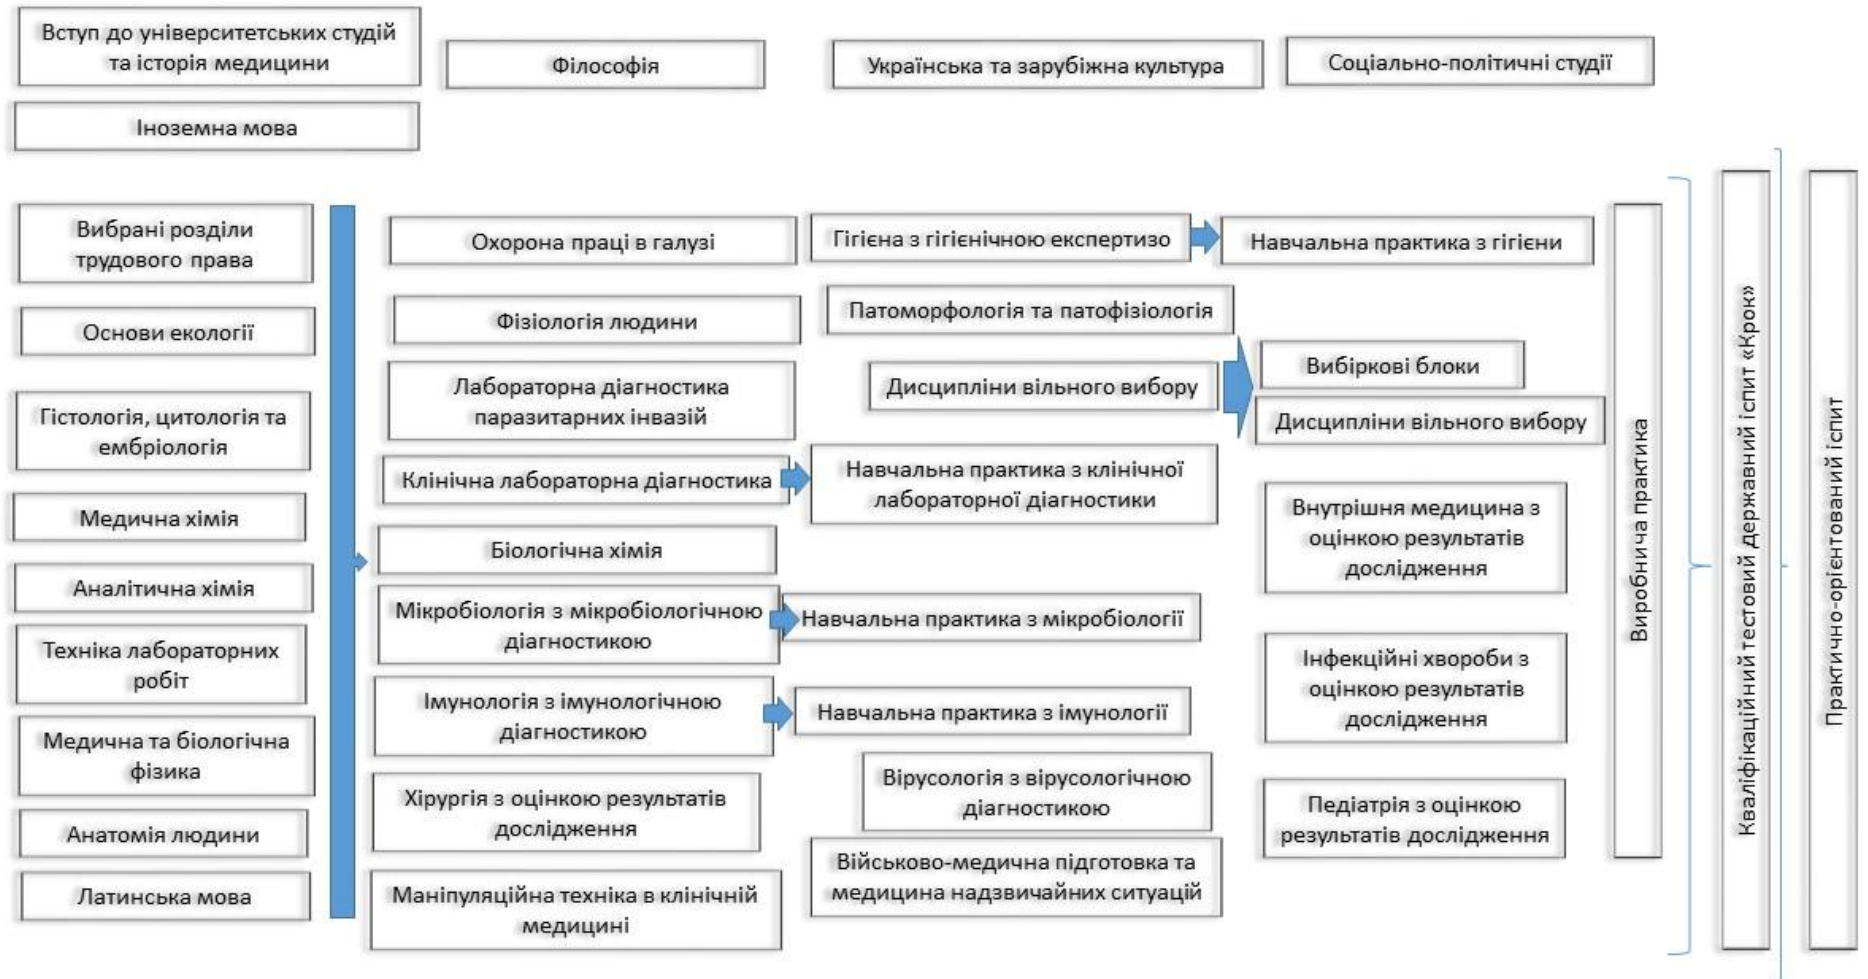 Вступ до університетських студій
та історія медицини
Філософія
Українська та зарубіжна культура
Соціально-політичні студії
Іноземна мова
Вибрані розділи
трудового права
Основи екології
Гістологія, цитологія та
ембріологія
Медична хімія
Аналітична хімія
Техніка лабораторних
робіт
Медична та біологічна
фізика
Анатомія людини
Латинська мова
Охорона праці в галузі
Фізіологія людини
Лабораторна діагностика
паразитарних інвазій
Клінічна лабораторна діагностика
Біологічна хімія
Мікробіологія з мікробіологічною
діагностикою
Імунологія з імунологічною
діагностикою
Хірургія з оцінкою результатів
дослідження
Маніпуляційна техніка в клінічній
медицині
Гігієна з гігієнічною експертизо
Патоморфологія та патофізіологія
Дисципліни вільного вибору
Навчальна практика з клінічної
лабораторної діагностики
Навчальна практика з мікробіології
Навчальна практика з імунології
Вірусологія з вірусологічною
діагностикою
Військово-медична підготовка та
медицина надзвичайних ситуацій
Навчальна практика з гігієни
Вибіркові блоки
Дисципліни вільного вибору
Внутрішня медицина з
оцінкою результатів
дослідження
Інфекційні хвороби з
оцінкою результатів
дослідження
Педіатрія з оцінкою
результатів дослідження
Виробнича практика
Кваліфікаційний тестовий державний іспит «Крок»
Практично-орієнтований іспит